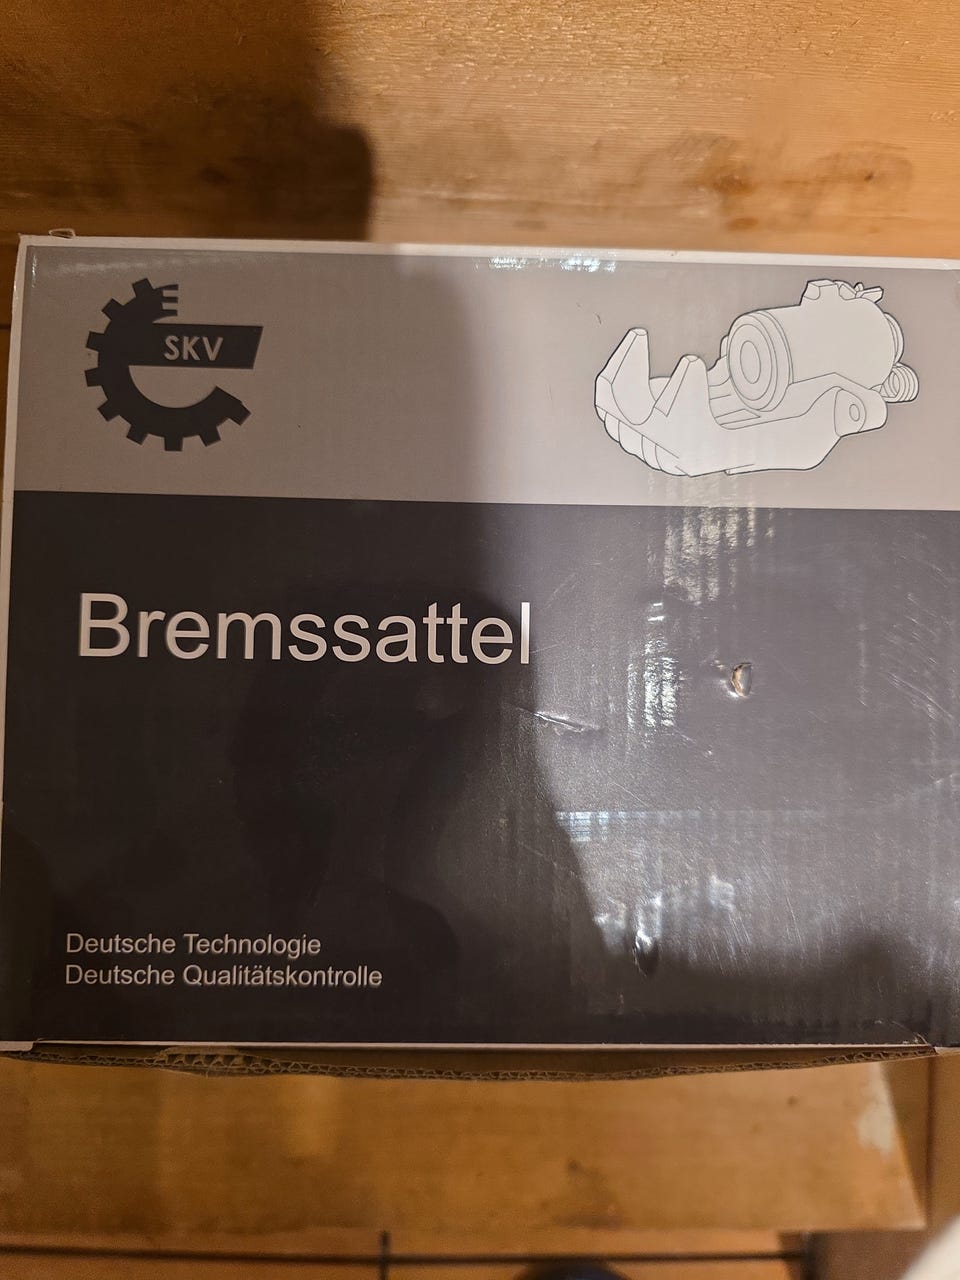 SKV
Bremssattel
Deutsche Technologie
Deutsche Qualitätskontrolle